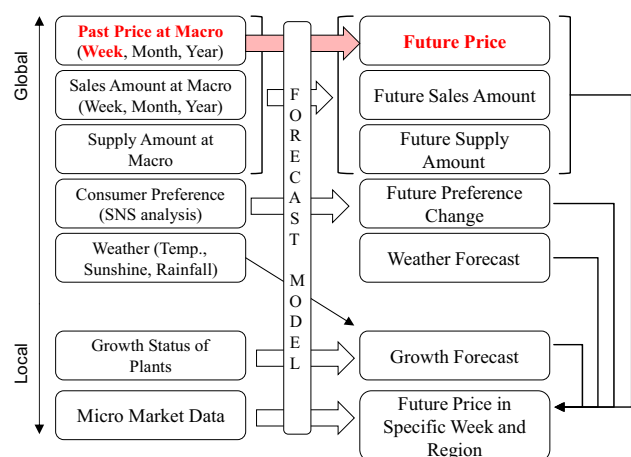 Global
Local
Past Price at Macro
(Week, Month, Year)
Sales Amount at Macro
(Week, Month, Year)
Supply Amount at
Macro
Consumer Preference
(SNS analysis)
Weather (Temp.,
Sunshine, Rainfall)
Growth Status of
Plants
Micro Market Data
FORECAST MODEL
Future Price
Future Sales Amount
Future Supply
Amount
Future Preference
Change
Weather Forecast
Growth Forecast
Future Price in
Specific Week and
Region